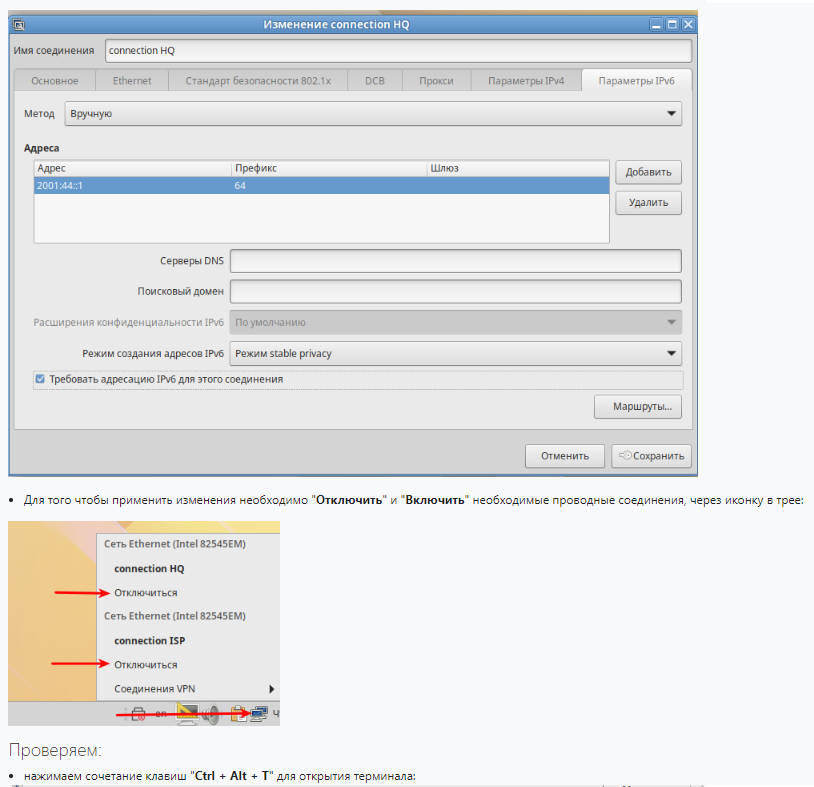 Изменение connection HQ
Имя соединения connection HQ
Основное Ethernet Стандарт безопасности 802.1x DCB Прокси Параметры IPv4 Параметры IPv6
Метод Вручную
Адреса
Адрес Префикс Шлюз
2001:44::1 64
Добавить
Удалить
Серверы DNS
Поисковый домен
Расширения конфиденциальности IPv6 По умолчанию
Режим создания адресов IPv6 Режим stable privacy
Требовать адресацию IPv6 для этого соединения
Маршруты...
Отменить Сохранить
• Для того чтобы применить изменения необходимо "Отключить" и "Включить" необходимые проводные соединения, через иконку в трее:
Сеть Ethernet (Intel 82545EM)
connection HQ
Отключиться
Сеть Ethernet (Intel 82545EM)
connection ISP
Отключиться
Соединения VPN
en Ч
Проверяем:
• нажимаем сочетание клавиш "Ctrl + Alt + T" для открытия терминала: